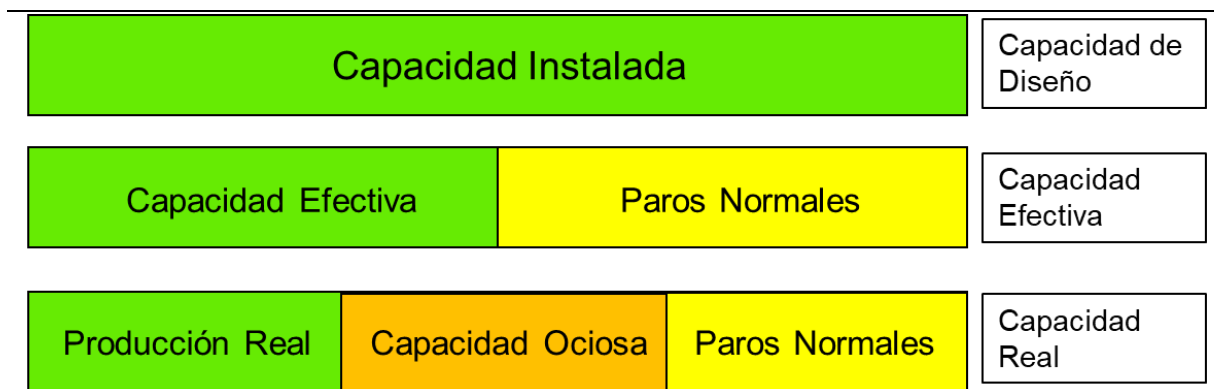 Capacidad Instalada
Capacidad de
Diseño
Capacidad Efectiva
Paros Normales
Capacidad
Efectiva
Producción Real
Capacidad Ociosa
Paros Normales
Capacidad
Real